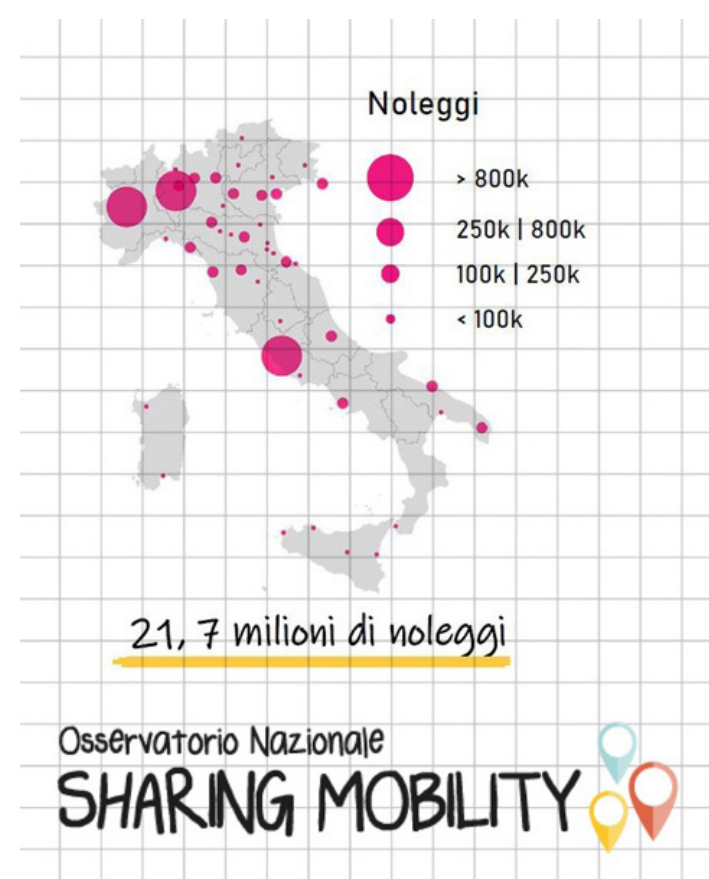 Noleggi
> 800k
250k | 800k
100k | 250k
< 100k
21, 7 milioni di noleggi
Osservatorio Nazionale
SHARING MOBILITY